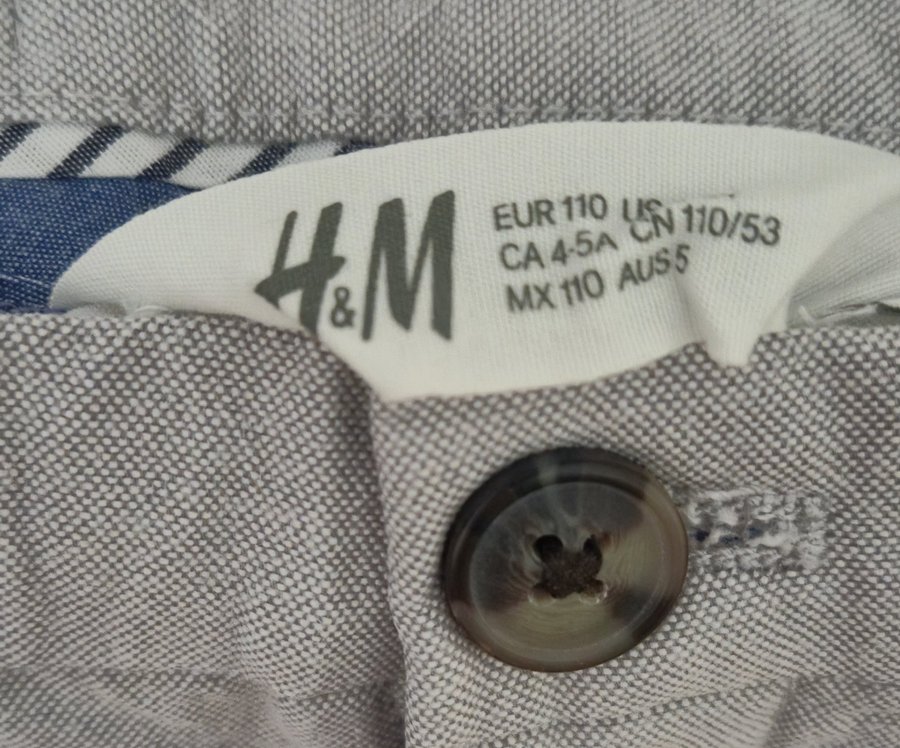 H&M
EUR 110 US
CA 4-5A CN 110/53
MX 110 AUS 5